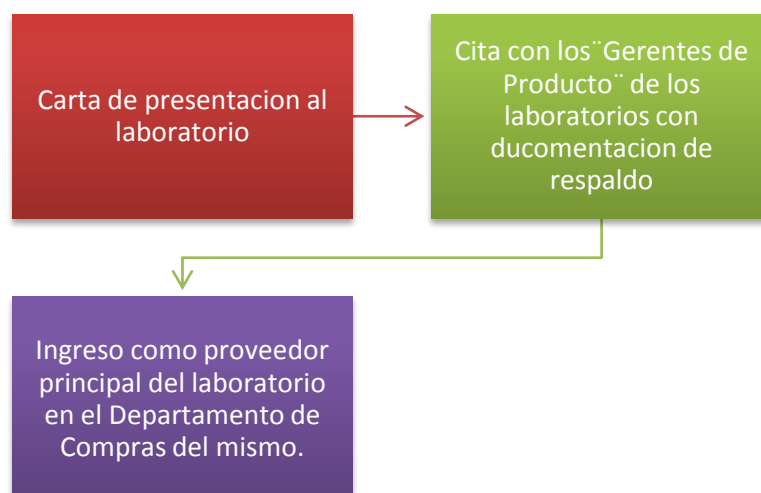 Carta de presentacion al
laboratorio
Cita con los¨Gerentes de
Producto¨ de los
laboratorios con
ducomentacion de
respaldo
Ingreso como proveedor
principal del laboratorio
en el Departamento de
Compras del mismo.